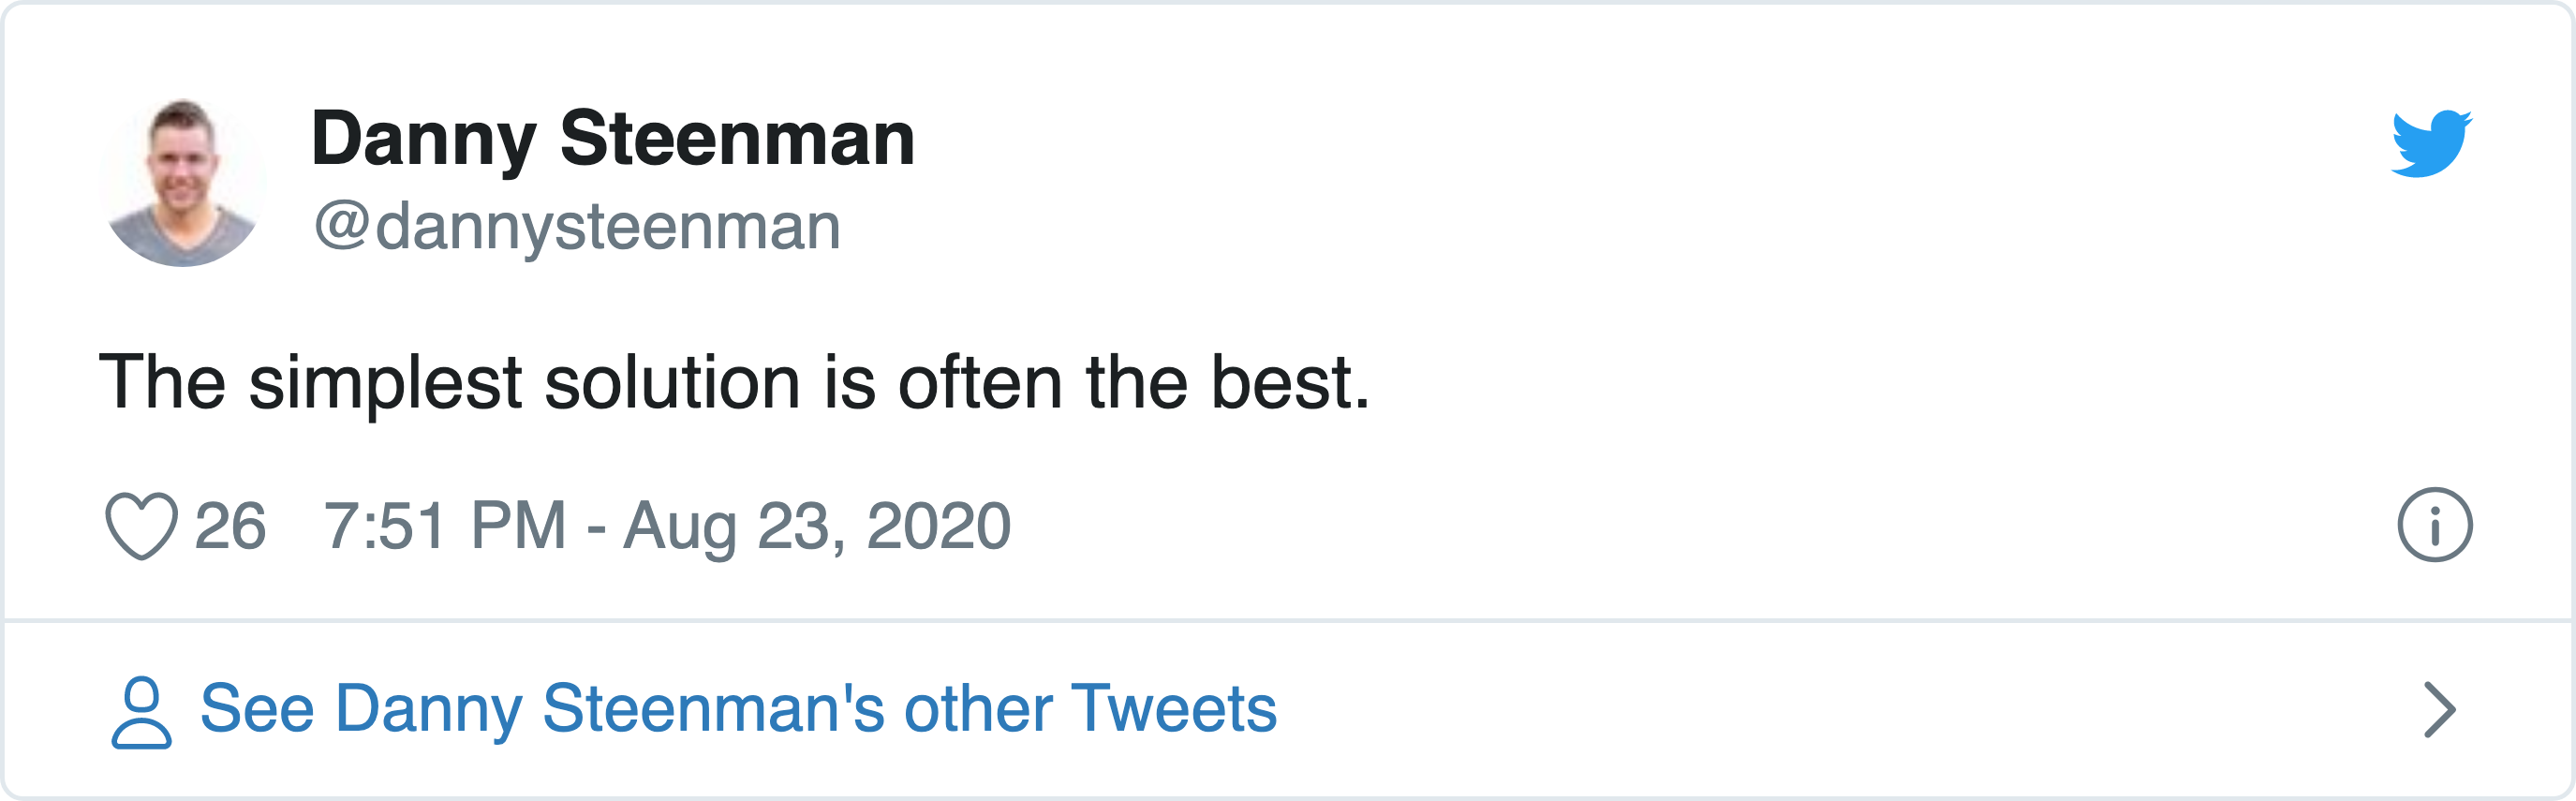 Danny Steenman
@dannysteenman
The simplest solution is often the best.
26 7:51 PM - Aug 23, 2020
See Danny Steenman's other Tweets